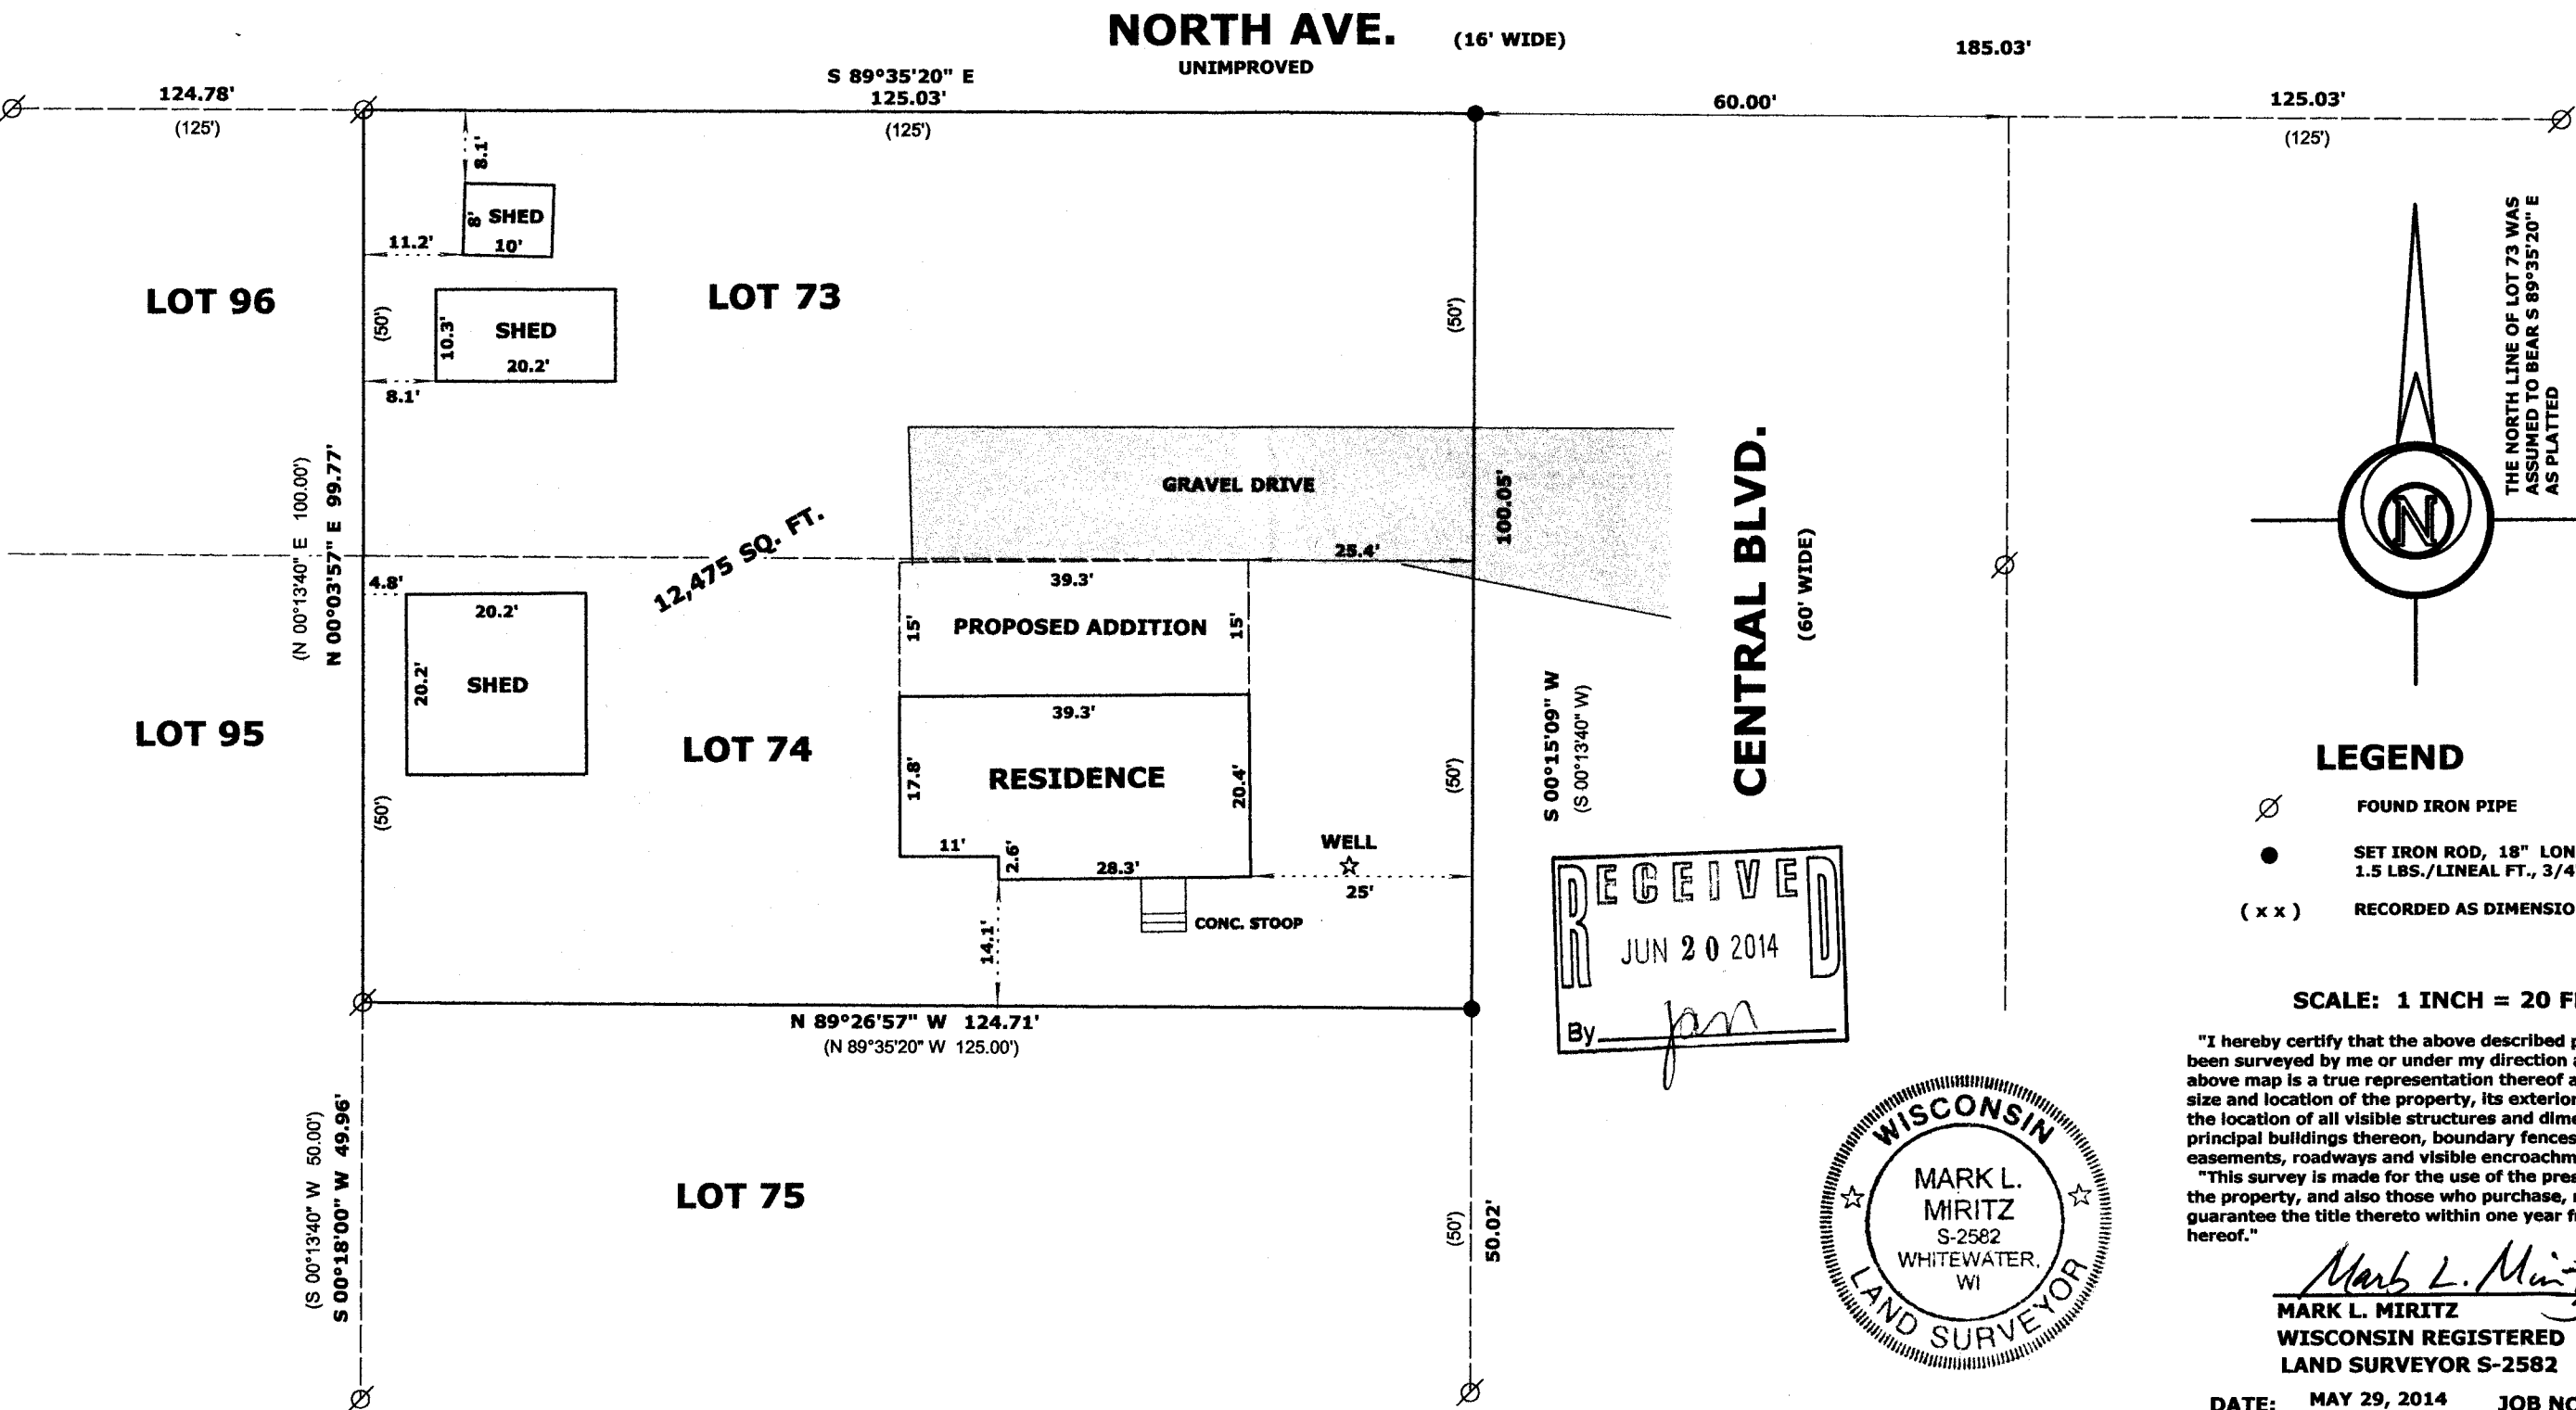 NORTH AVE. (16' WIDE)
UNIMPROVED
185.03'
S 89°35'20" E
124.78'
125.03'
60.00'
125.03'
(125')
(125')
(125')
8.1'
8' SHED
10'
11.2'
LOT 96
LOT 73
(50')
(50')
10.3'
SHED
20.2'
8.1'
THE NORTH LINE OF LOT 73 WAS
ASSUMED TO BEAR S 89°35'20" E
AS PLATTED
N
(N 00°13'40" E 100.00')
N 00°03'57" E 99.77'
GRAVEL DRIVE
100.05'
CENTRAL BLVD.
(60' WIDE)
12,475 SQ. FT.
25.4'
4.8'
20.2'
20.2'
SHED
39.3'
15'
PROPOSED ADDITION
15'
LOT 95
LOT 74
39.3'
17.8'
RESIDENCE
20.4'
11'
2.6'
28.3'
WELL
25'
CONC. STOOP
14.1'
(50')
(50')
S 00°15'09" W
(S 00°13'40" W)
LEGEND
FOUND IRON PIPE
SET IRON ROD, 18" LON
1.5 LBS./LINEAL FT., 3/4
( x x ) RECORDED AS DIMENSIO
RECEIVED
JUN 20 2014
By Jan
N 89°26'57" W 124.71'
(N 89°35'20" W 125.00')
SCALE: 1 INCH = 20 F
"I hereby certify that the above described p
been surveyed by me or under my direction a
above map is a true representation thereof a
size and location of the property, its exterior
the location of all visible structures and dime
principal buildings thereon, boundary fences
easements, roadways and visible encroachm
"This survey is made for the use of the pres
the property, and also those who purchase,
guarantee the title thereto within one year f
hereof."
(S 00°13'40" W 50.00')
S 00°18'00" W 49.96'
LOT 75
(50')
50.02'
WISCONSIN
MARK L.
MIRITZ
S-2582
WHITEWATER,
WI
LAND SURVEYOR
Mark L. Mi
MARK L. MIRITZ
WISCONSIN REGISTERED
LAND SURVEYOR S-2582
DATE: MAY 29, 2014 JOB NO